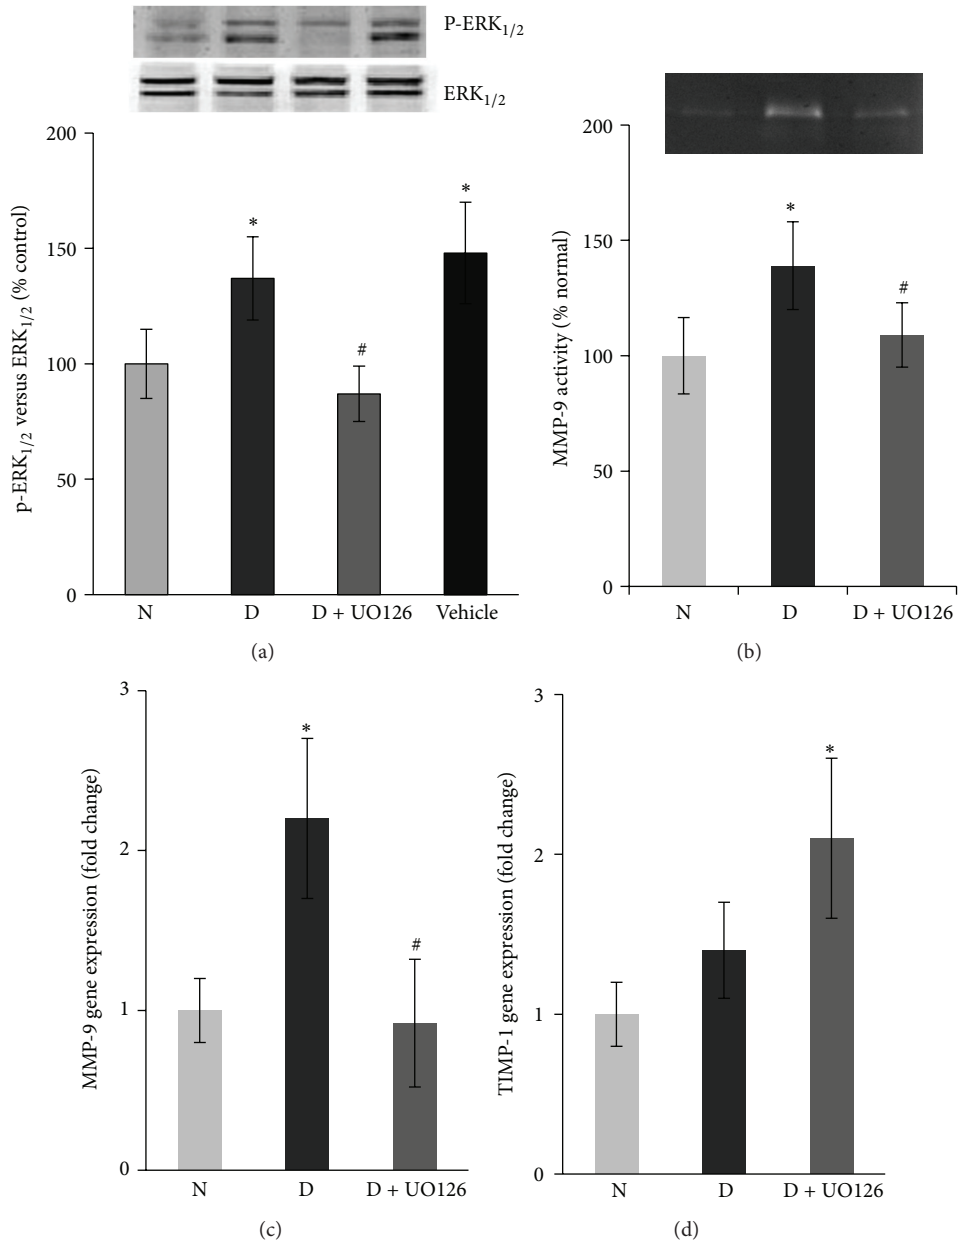 P-ERK1/2
ERK1/2
200
150
100
50
0
p-ERK1/2 versus ERK1/2 (% control)
*
#
*
N D D + UO126 Vehicle
(a)
200
150
100
50
0
MMP-9 activity (% normal)
*
#
N D D + UO126
(b)
3
2
1
0
MMP-9 gene expression (fold change)
*
#
N D D + UO126
(c)
3
2
1
0
TIMP-1 gene expression (fold change)
*
N D D + UO126
(d)